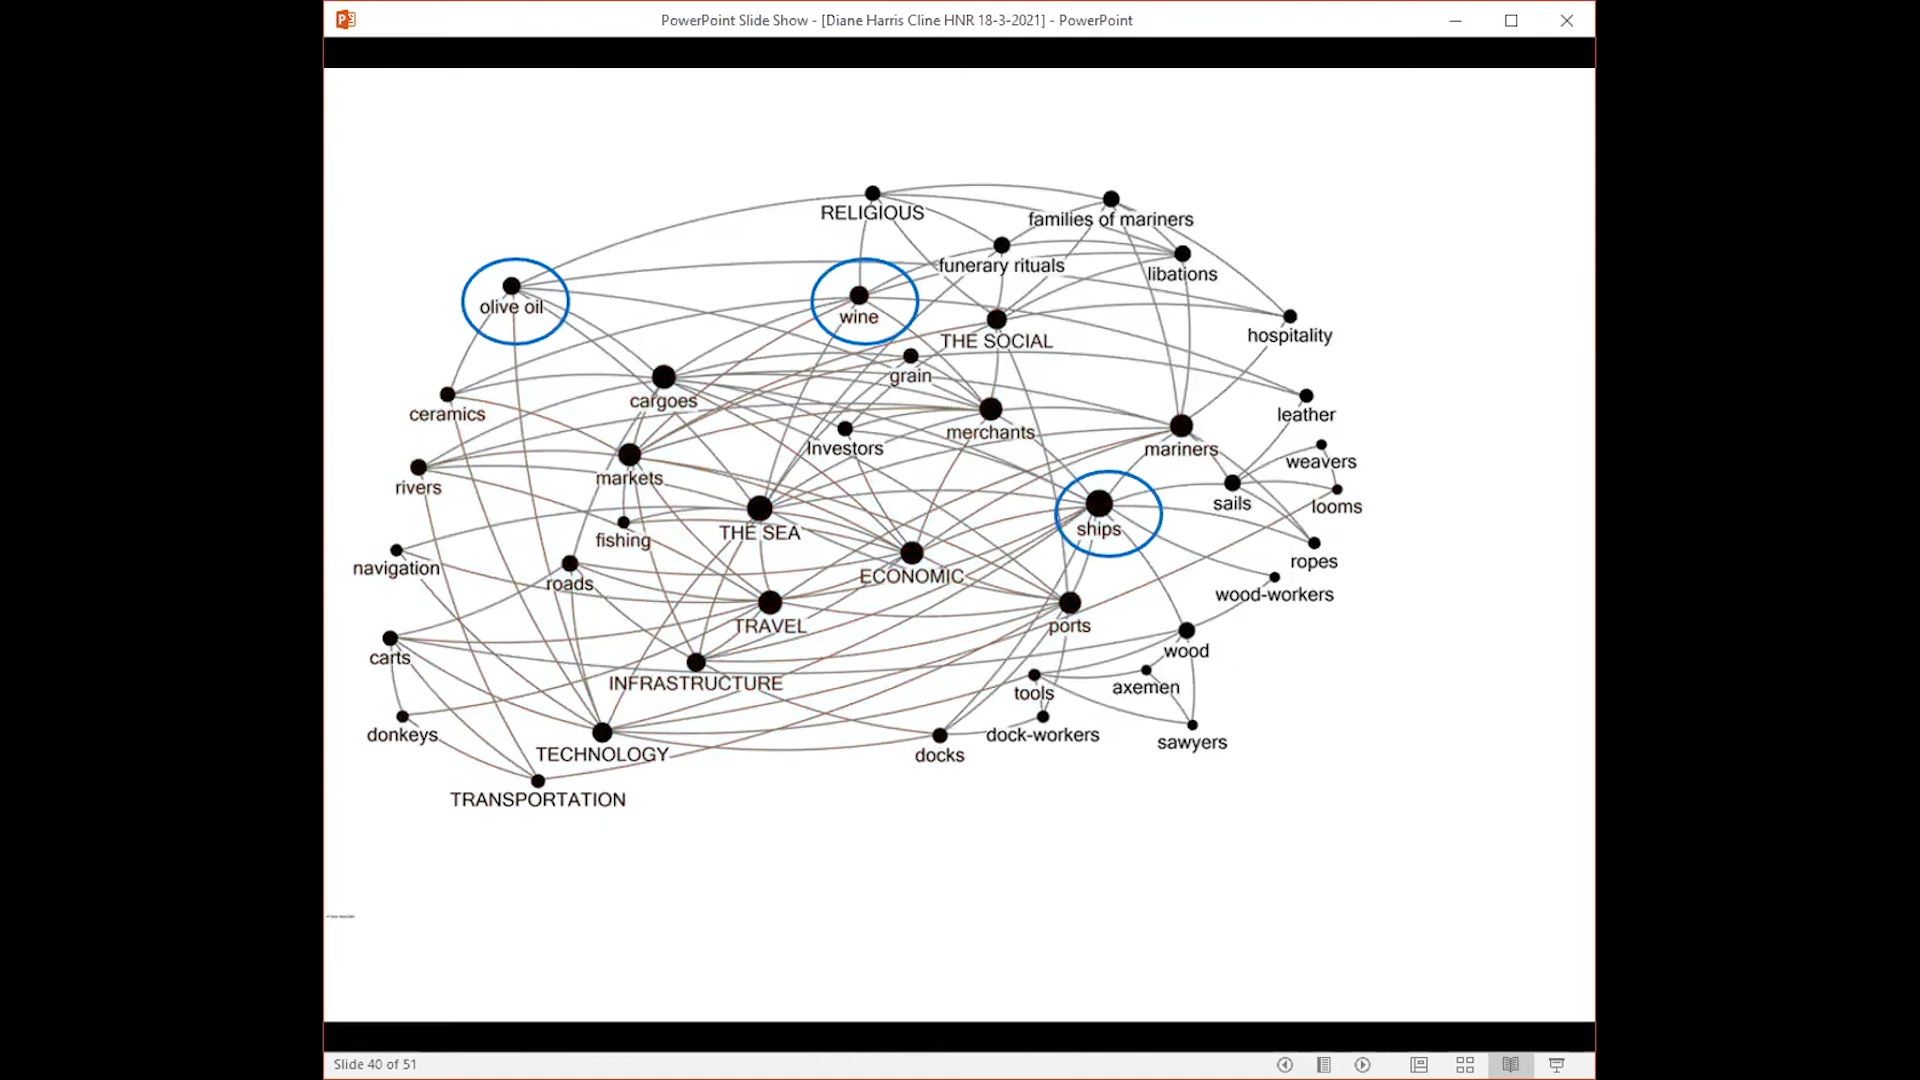 PowerPoint Slide Show - [Diane Harris Cline HNR 18-3-2021] - PowerPoint
RELIGIOUS
families of mariners
funerary rituals
libations
olive oil
wine
THE SOCIAL
hospitality
grain
cargoes
ceramics
merchants
leather
Investors
mariners
weavers
markets
rivers
sails
looms
THE SEA
ships
fishing
navigation
roads
ECONOMIC
ropes
wood-workers
TRAVEL
ports
carts
wood
INFRASTRUCTURE
tools
axemen
donkeys
dock-workers
sawyers
TECHNOLOGY
docks
TRANSPORTATION
Slide 40 of 51